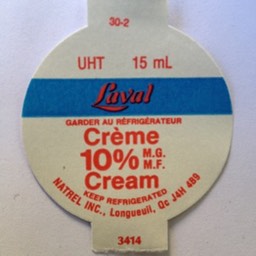 30-2
UHT 15 mL
Laval
GARDER AU RÉFRIGÉRATEUR
Crème
10% M.G.
M.F.
Cream
KEEP REFRIGERATED
NATREL INC., Longueuil, Qc J4H 4B9
3414